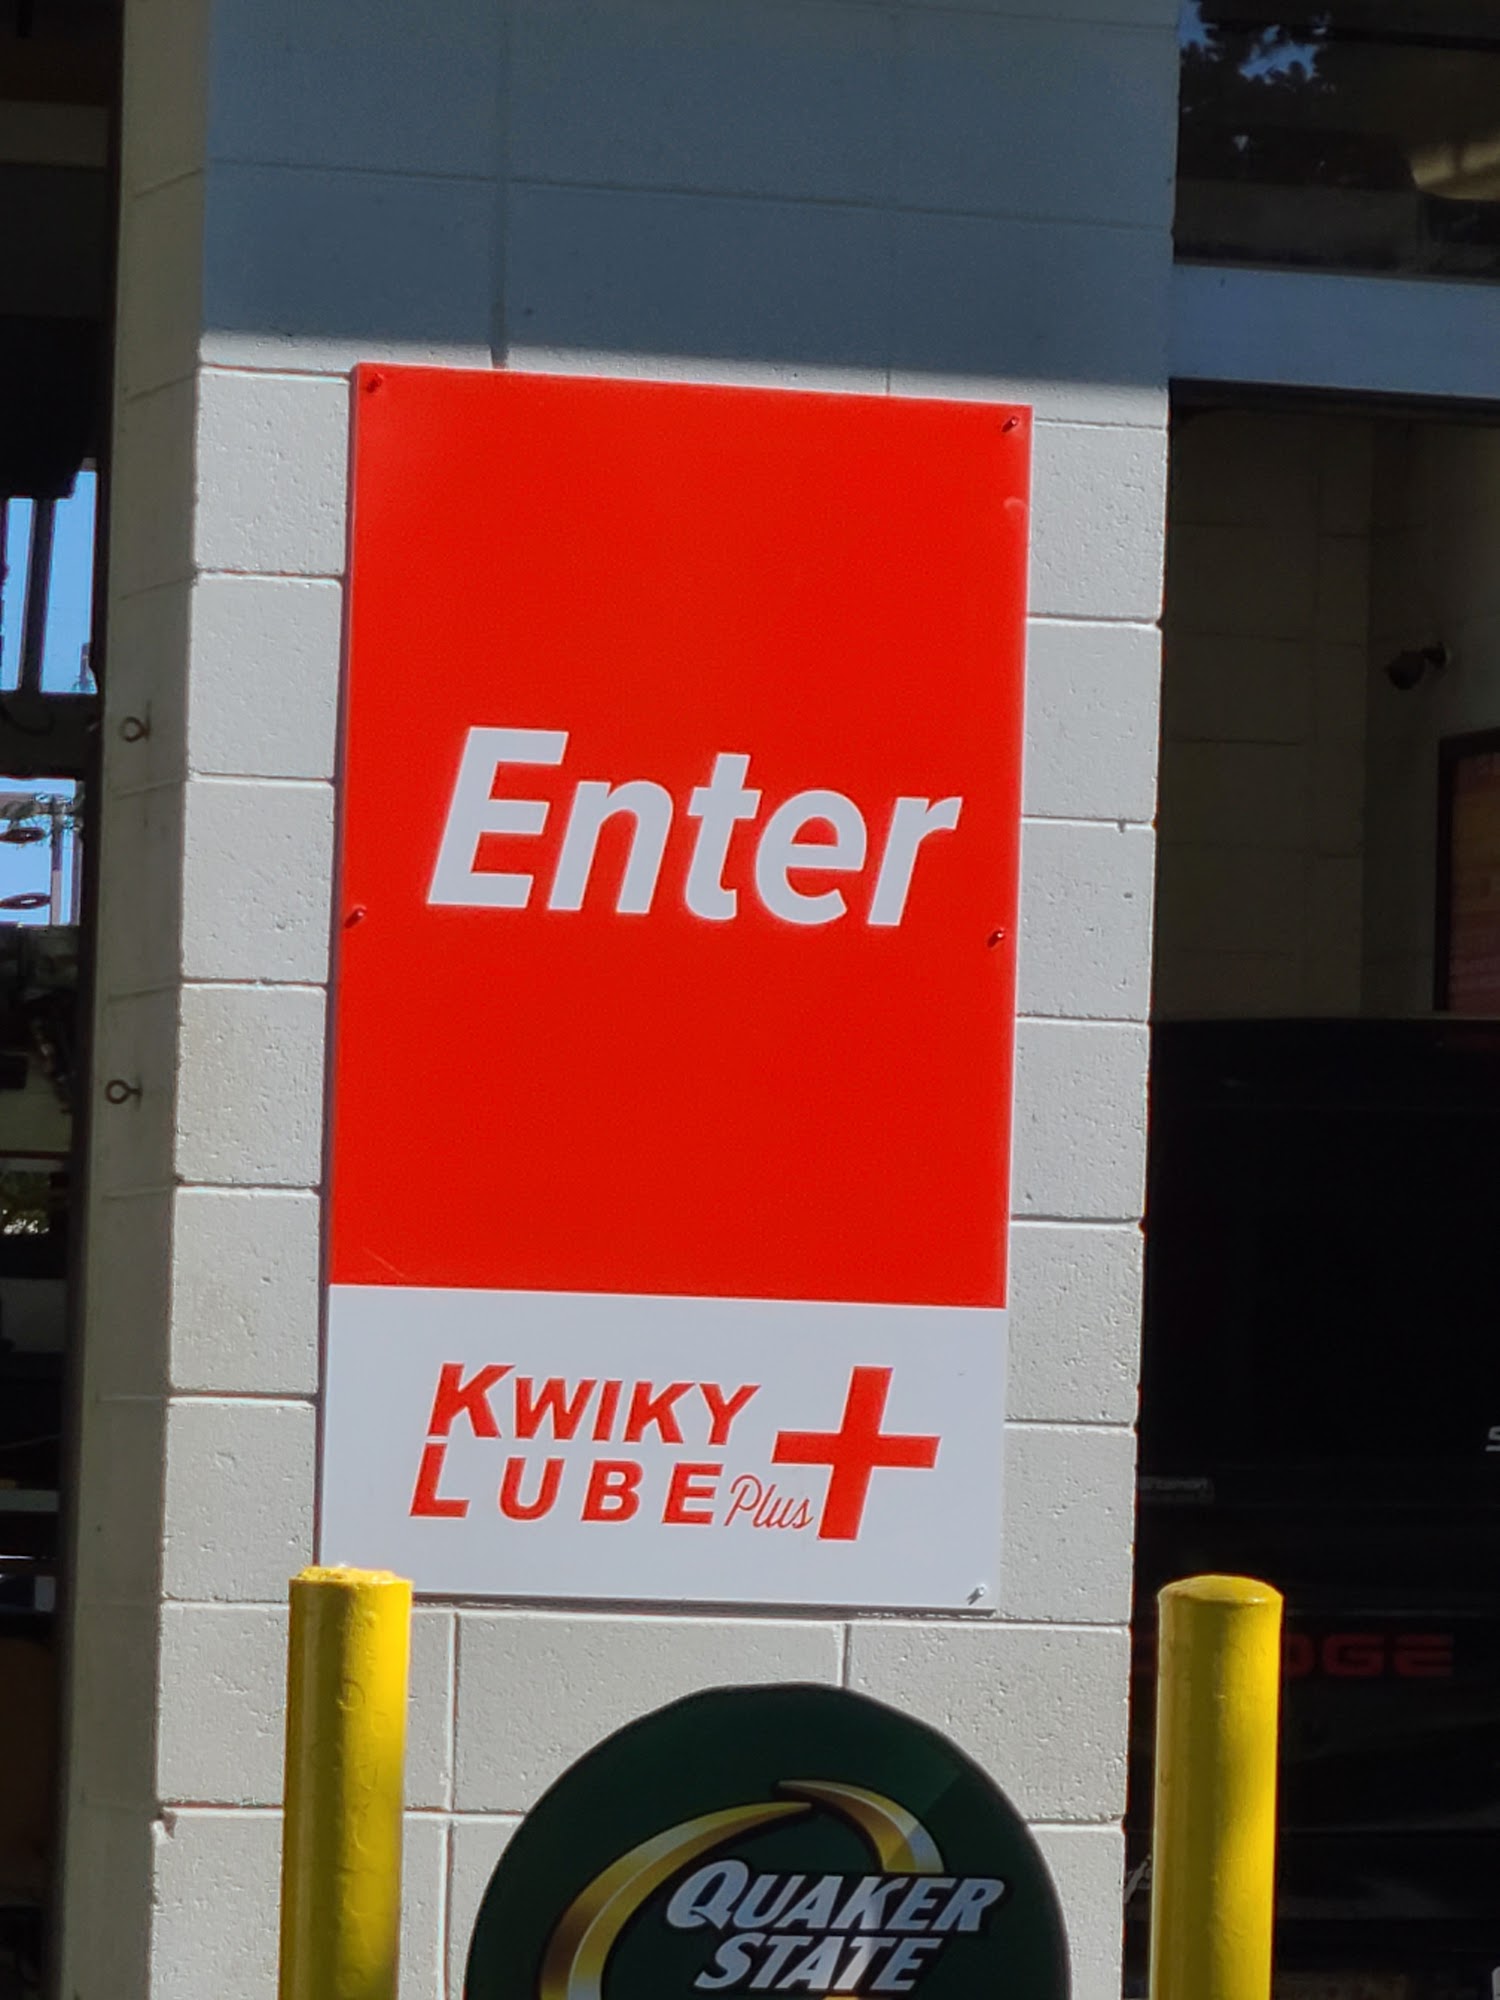 Enter
KWIKY
LUBE Plus
QUAKER
STATE